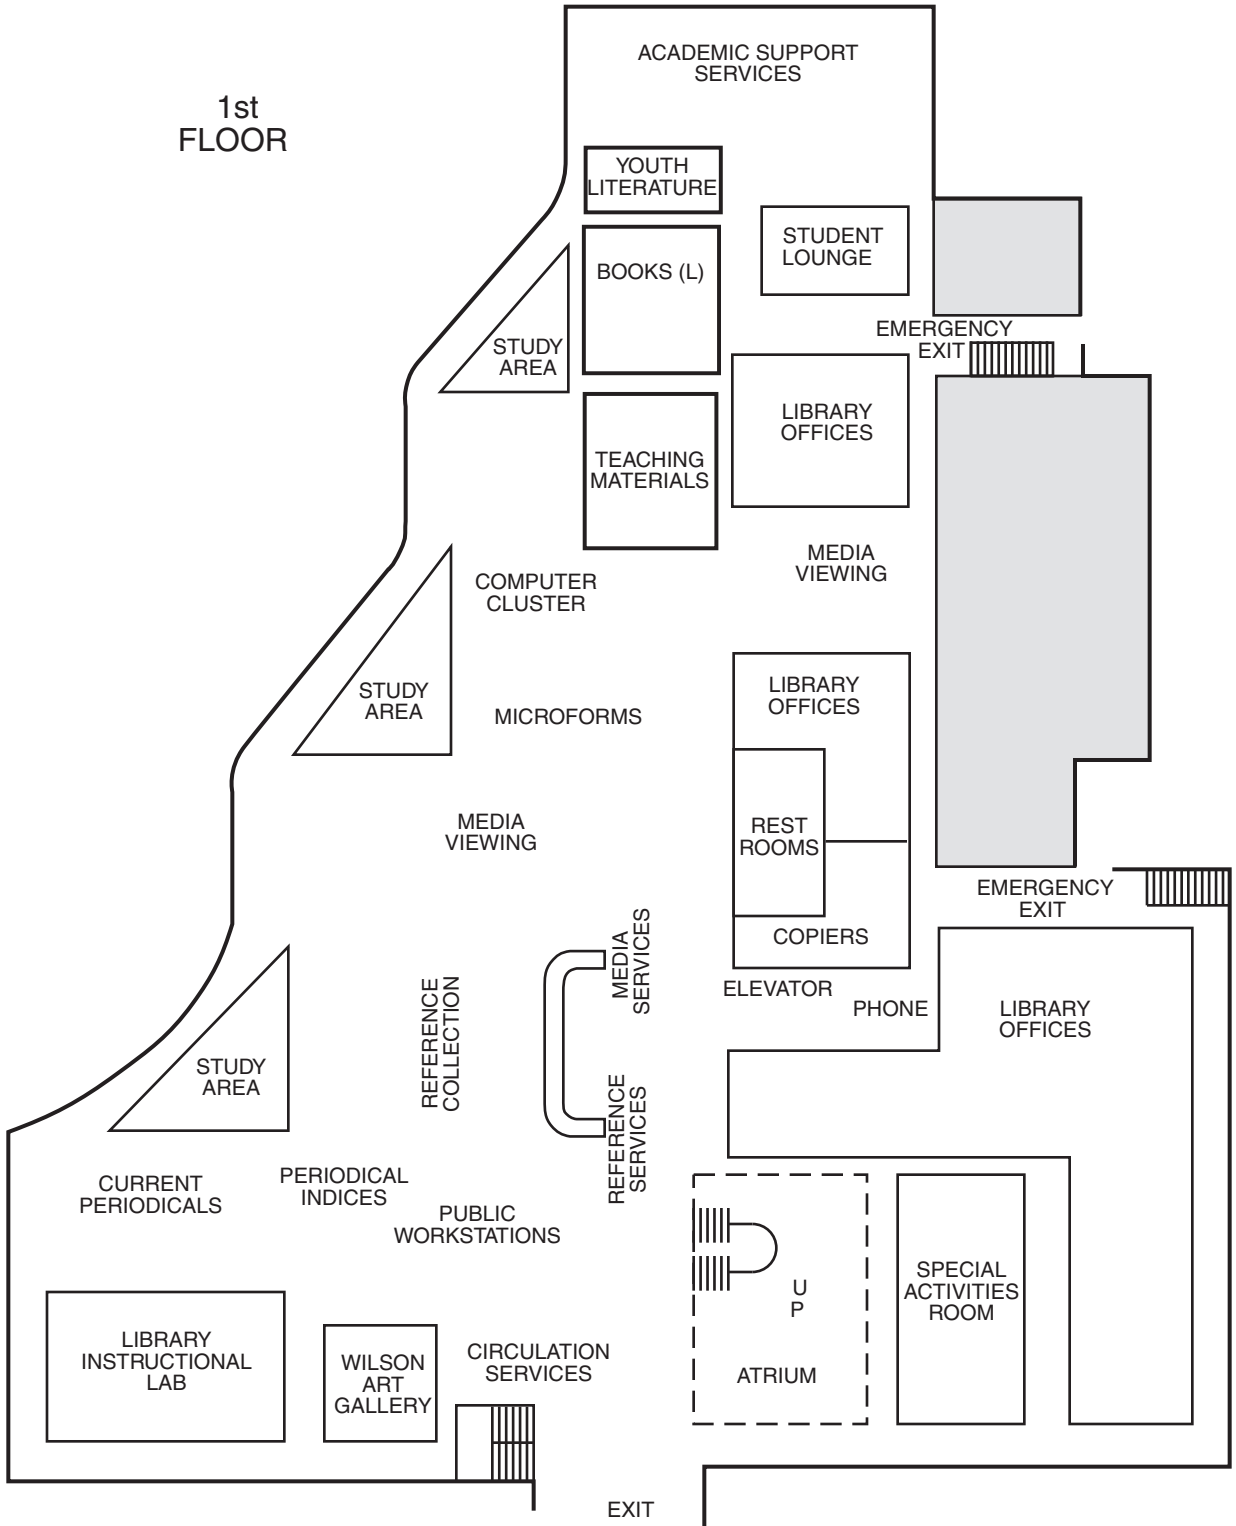 ACADEMIC SUPPORT
SERVICES
1st
FLOOR
YOUTH
LITERATURE
STUDENT
LOUNGE
BOOKS (L)
EMERGENCY
EXIT
STUDY
AREA
LIBRARY
OFFICES
TEACHING
MATERIALS
MEDIA
VIEWING
COMPUTER
CLUSTER
LIBRARY
OFFICES
STUDY
AREA
MICROFORMS
MEDIA
VIEWING
REST
ROOMS
EMERGENCY
EXIT
COPIERS
MEDIA
SERVICES
ELEVATOR
PHONE
LIBRARY
OFFICES
REFERENCE
COLLECTION
STUDY
AREA
REFERENCE
SERVICES
CURRENT
PERIODICALS
PERIODICAL
INDICES
PUBLIC
WORKSTATIONS
U
P
SPECIAL
ACTIVITIES
ROOM
LIBRARY
INSTRUCTIONAL
LAB
WILSON
ART
GALLERY
CIRCULATION
SERVICES
ATRIUM
EXIT